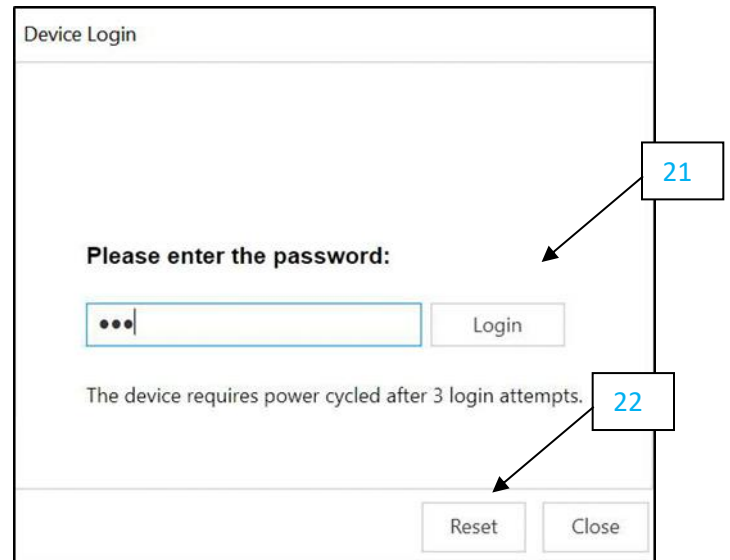 Device Login
21
Please enter the password:
●●● Login
The device requires power cycled after 3 login attempts.
22
Reset Close